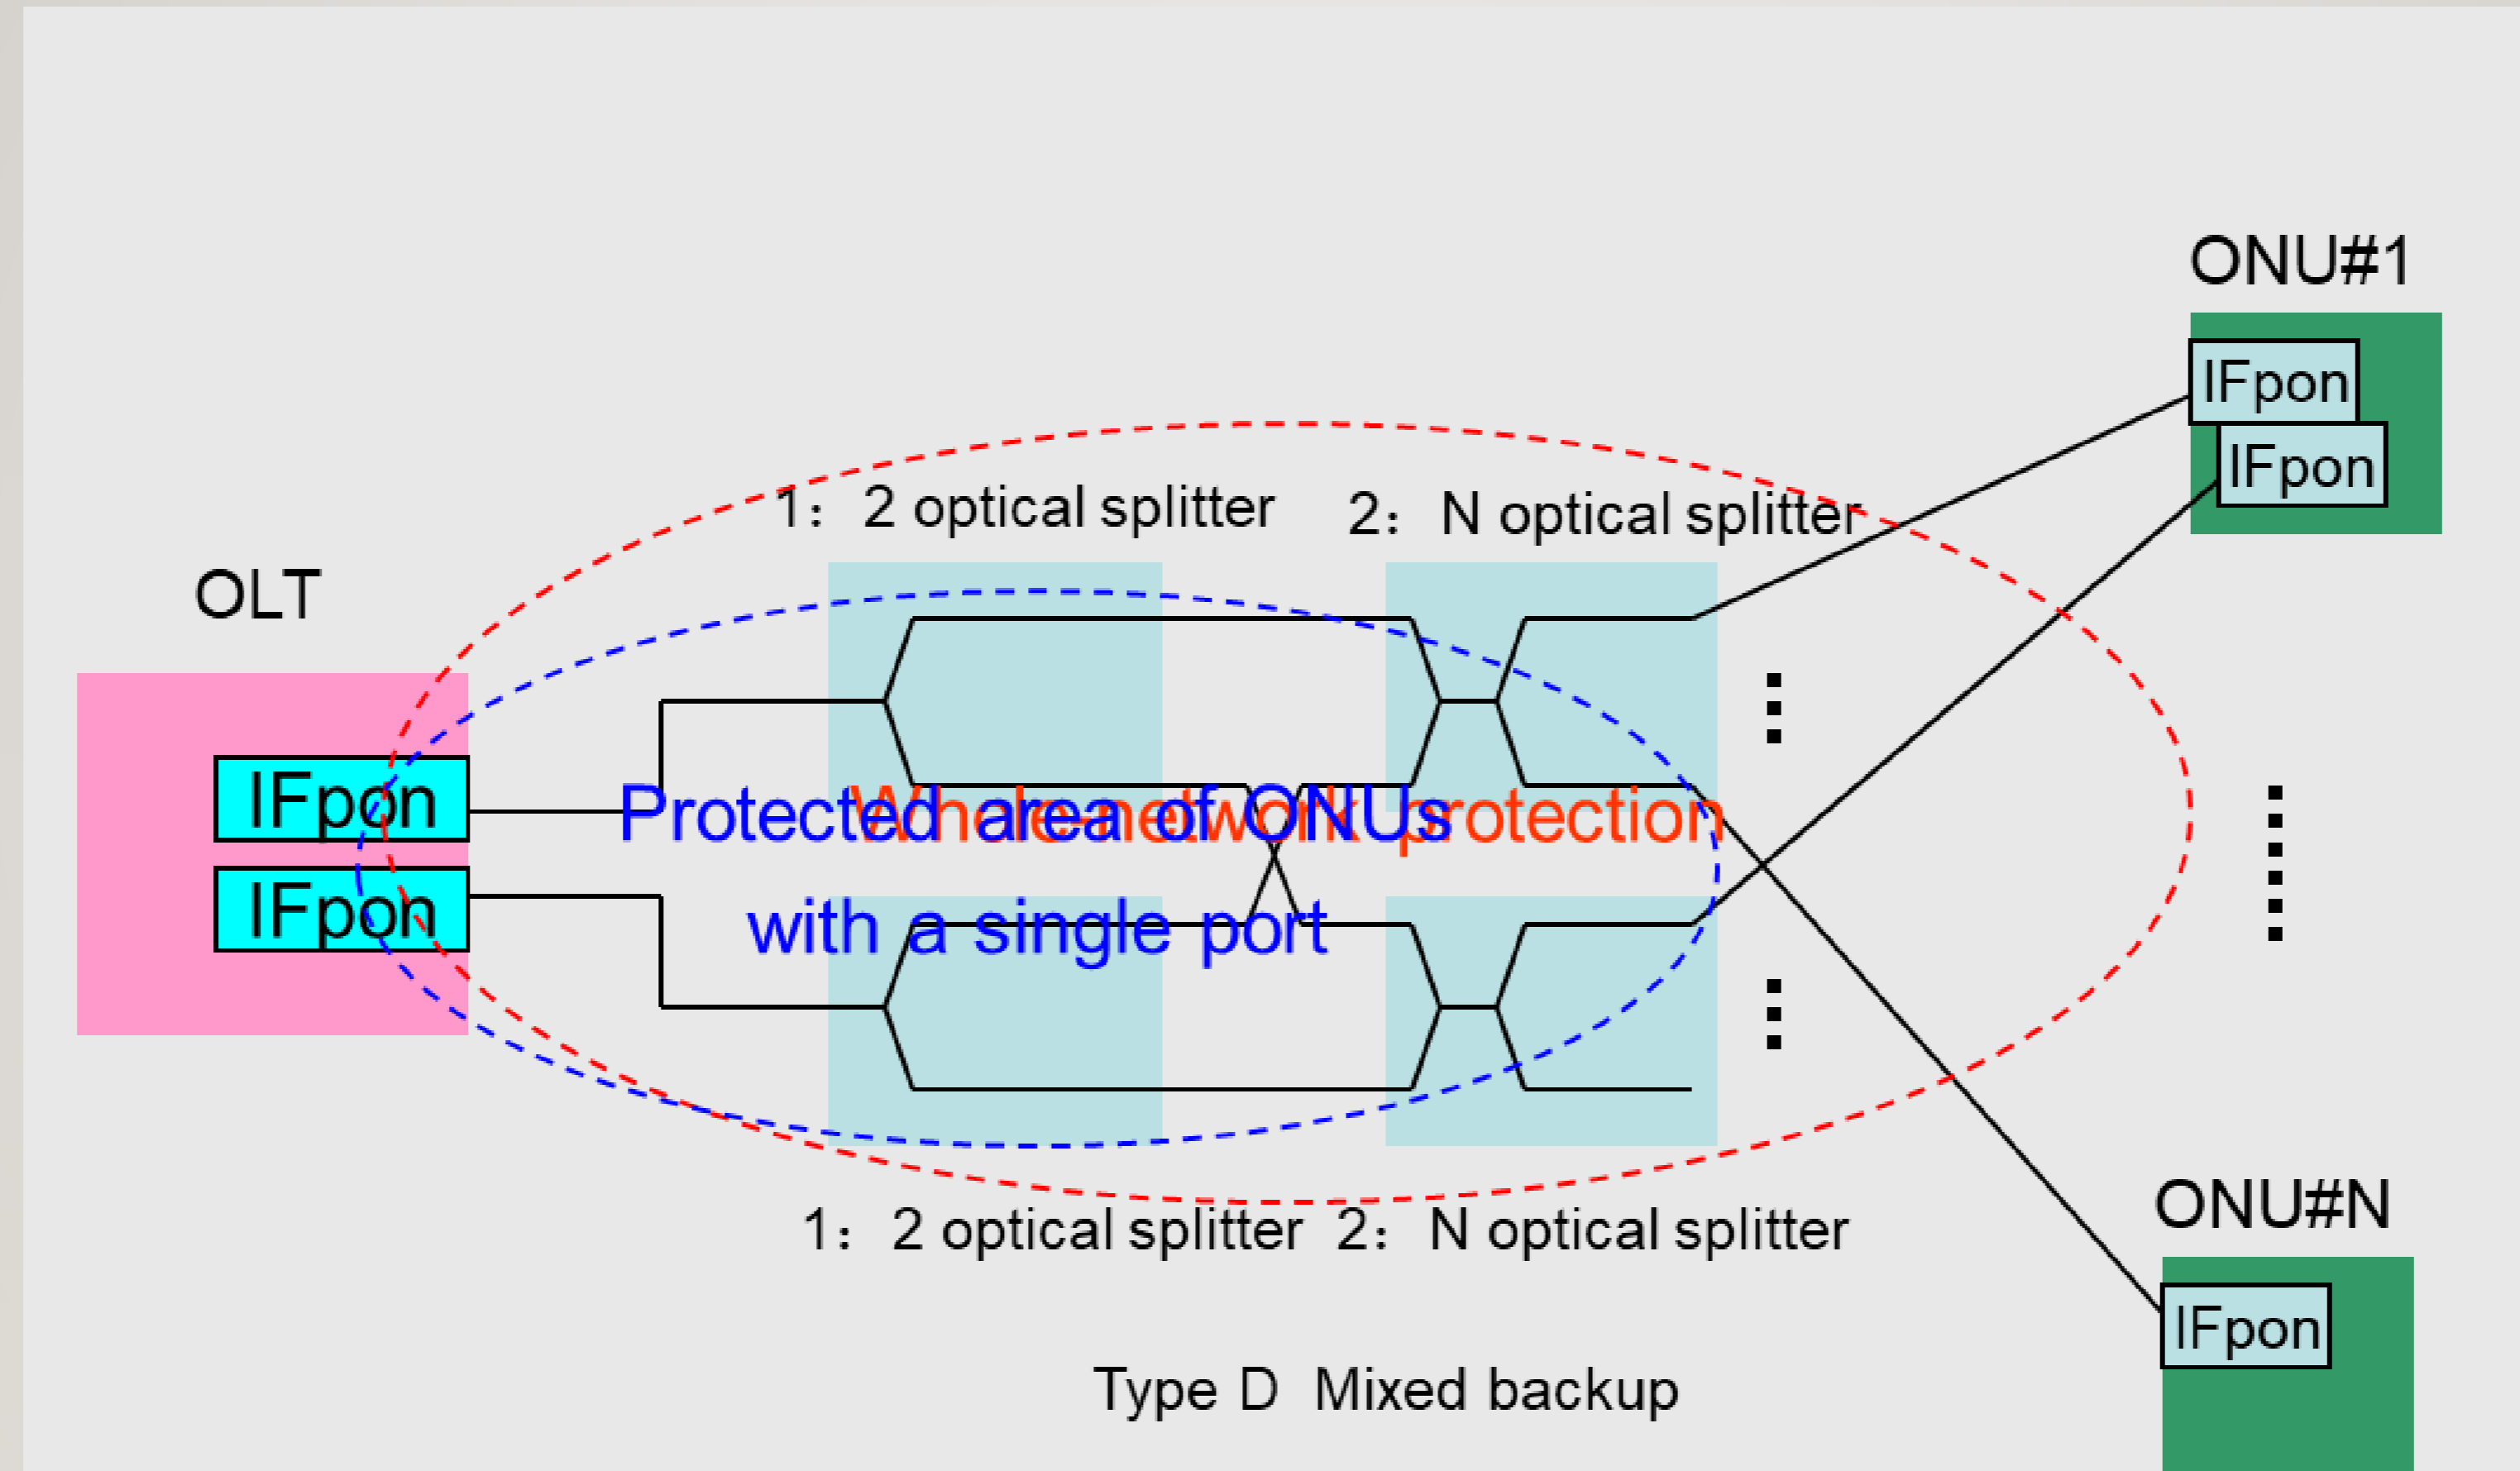 ONU#1
IFpon
IFpon
1： 2 optical splitter
2： N optical splitter
OLT
IFpon
IFpon
Protected area of ONUs
with a single port
Whole-network protection
1： 2 optical splitter
2： N optical splitter
ONU#N
IFpon
Type D Mixed backup